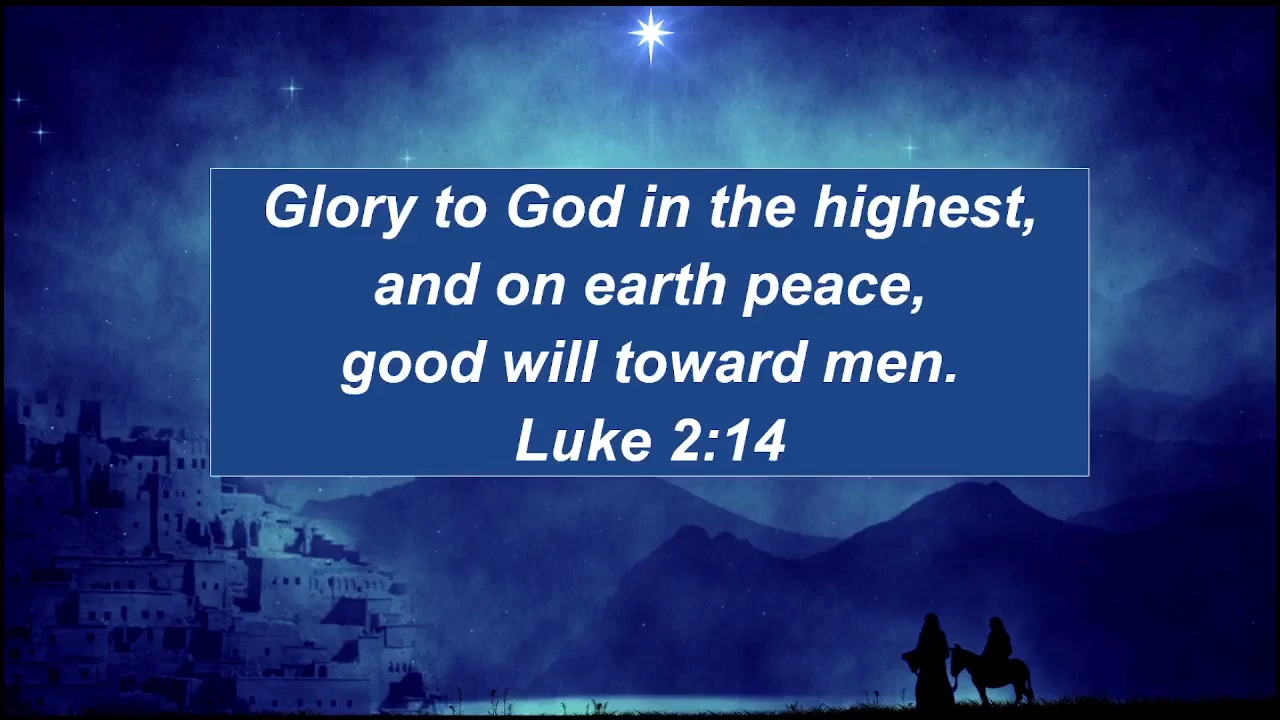 Glory to God in the highest,
and on earth peace,
good will toward men.
Luke 2:14